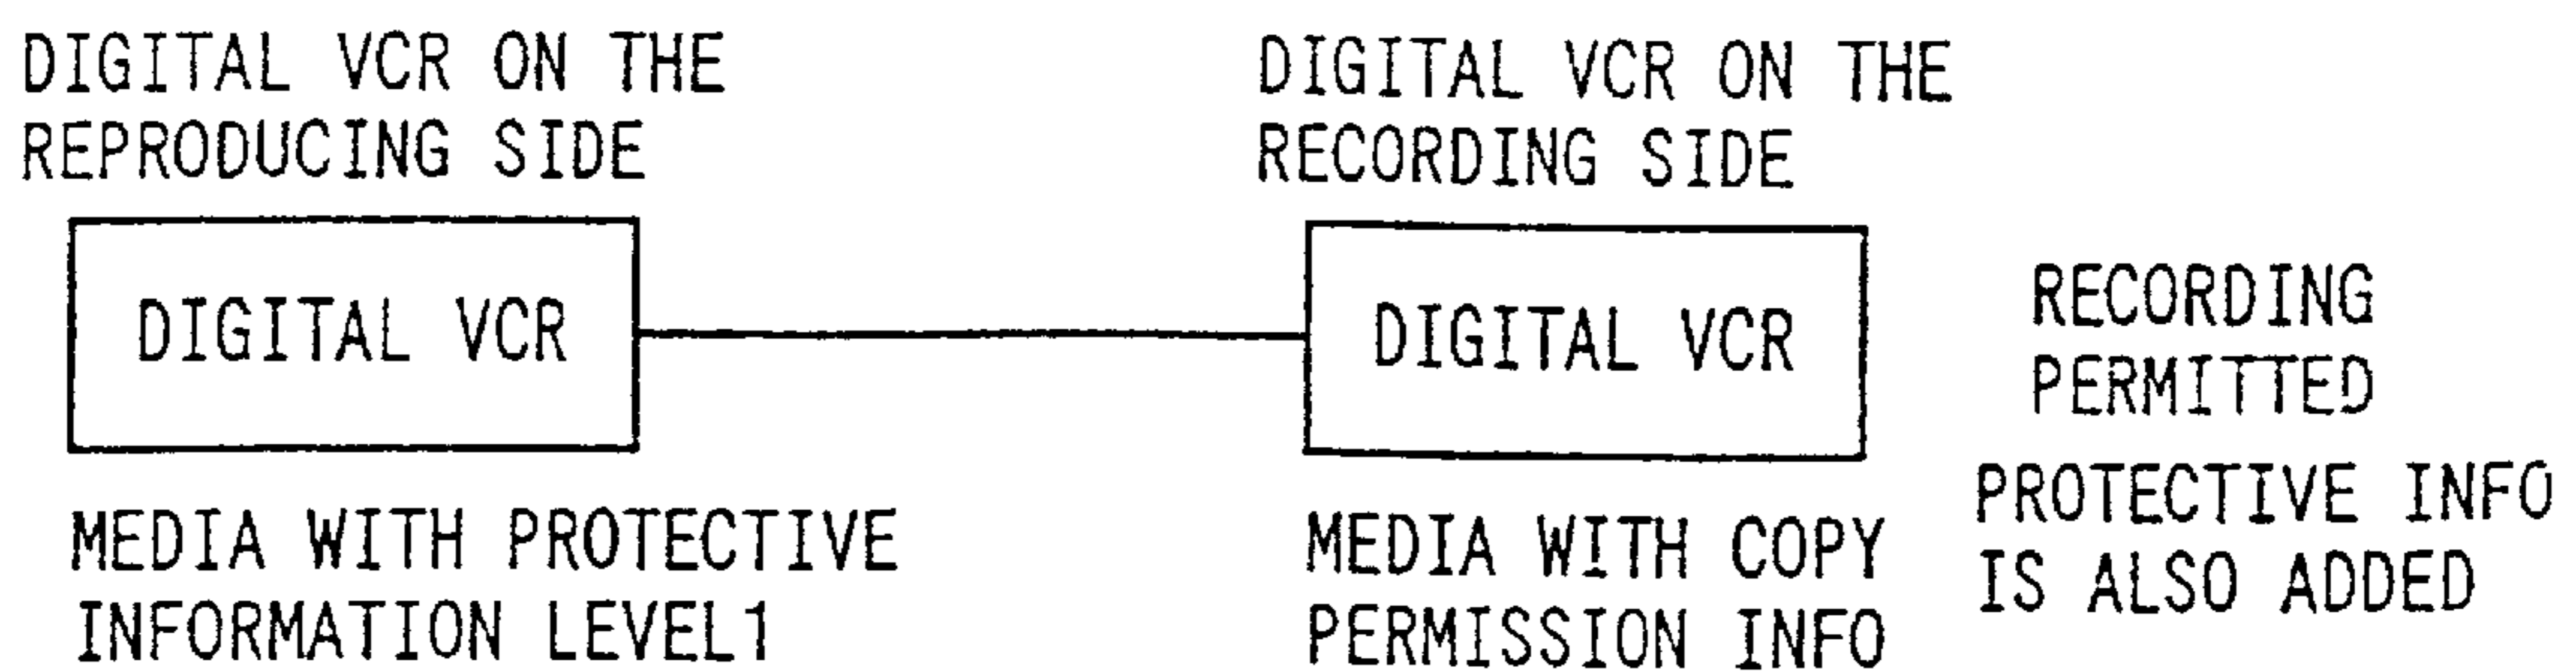 DIGITAL VCR ON THE
REPRODUCING SIDE
DIGITAL VCR
MEDIA WITH PROTECTIVE
INFORMATION LEVEL1
DIGITAL VCR ON THE
RECORDING SIDE
DIGITAL VCR
MEDIA WITH COPY
PERMISSION INFO
RECORDING
PERMITTED
PROTECTIVE INFO
IS ALSO ADDED